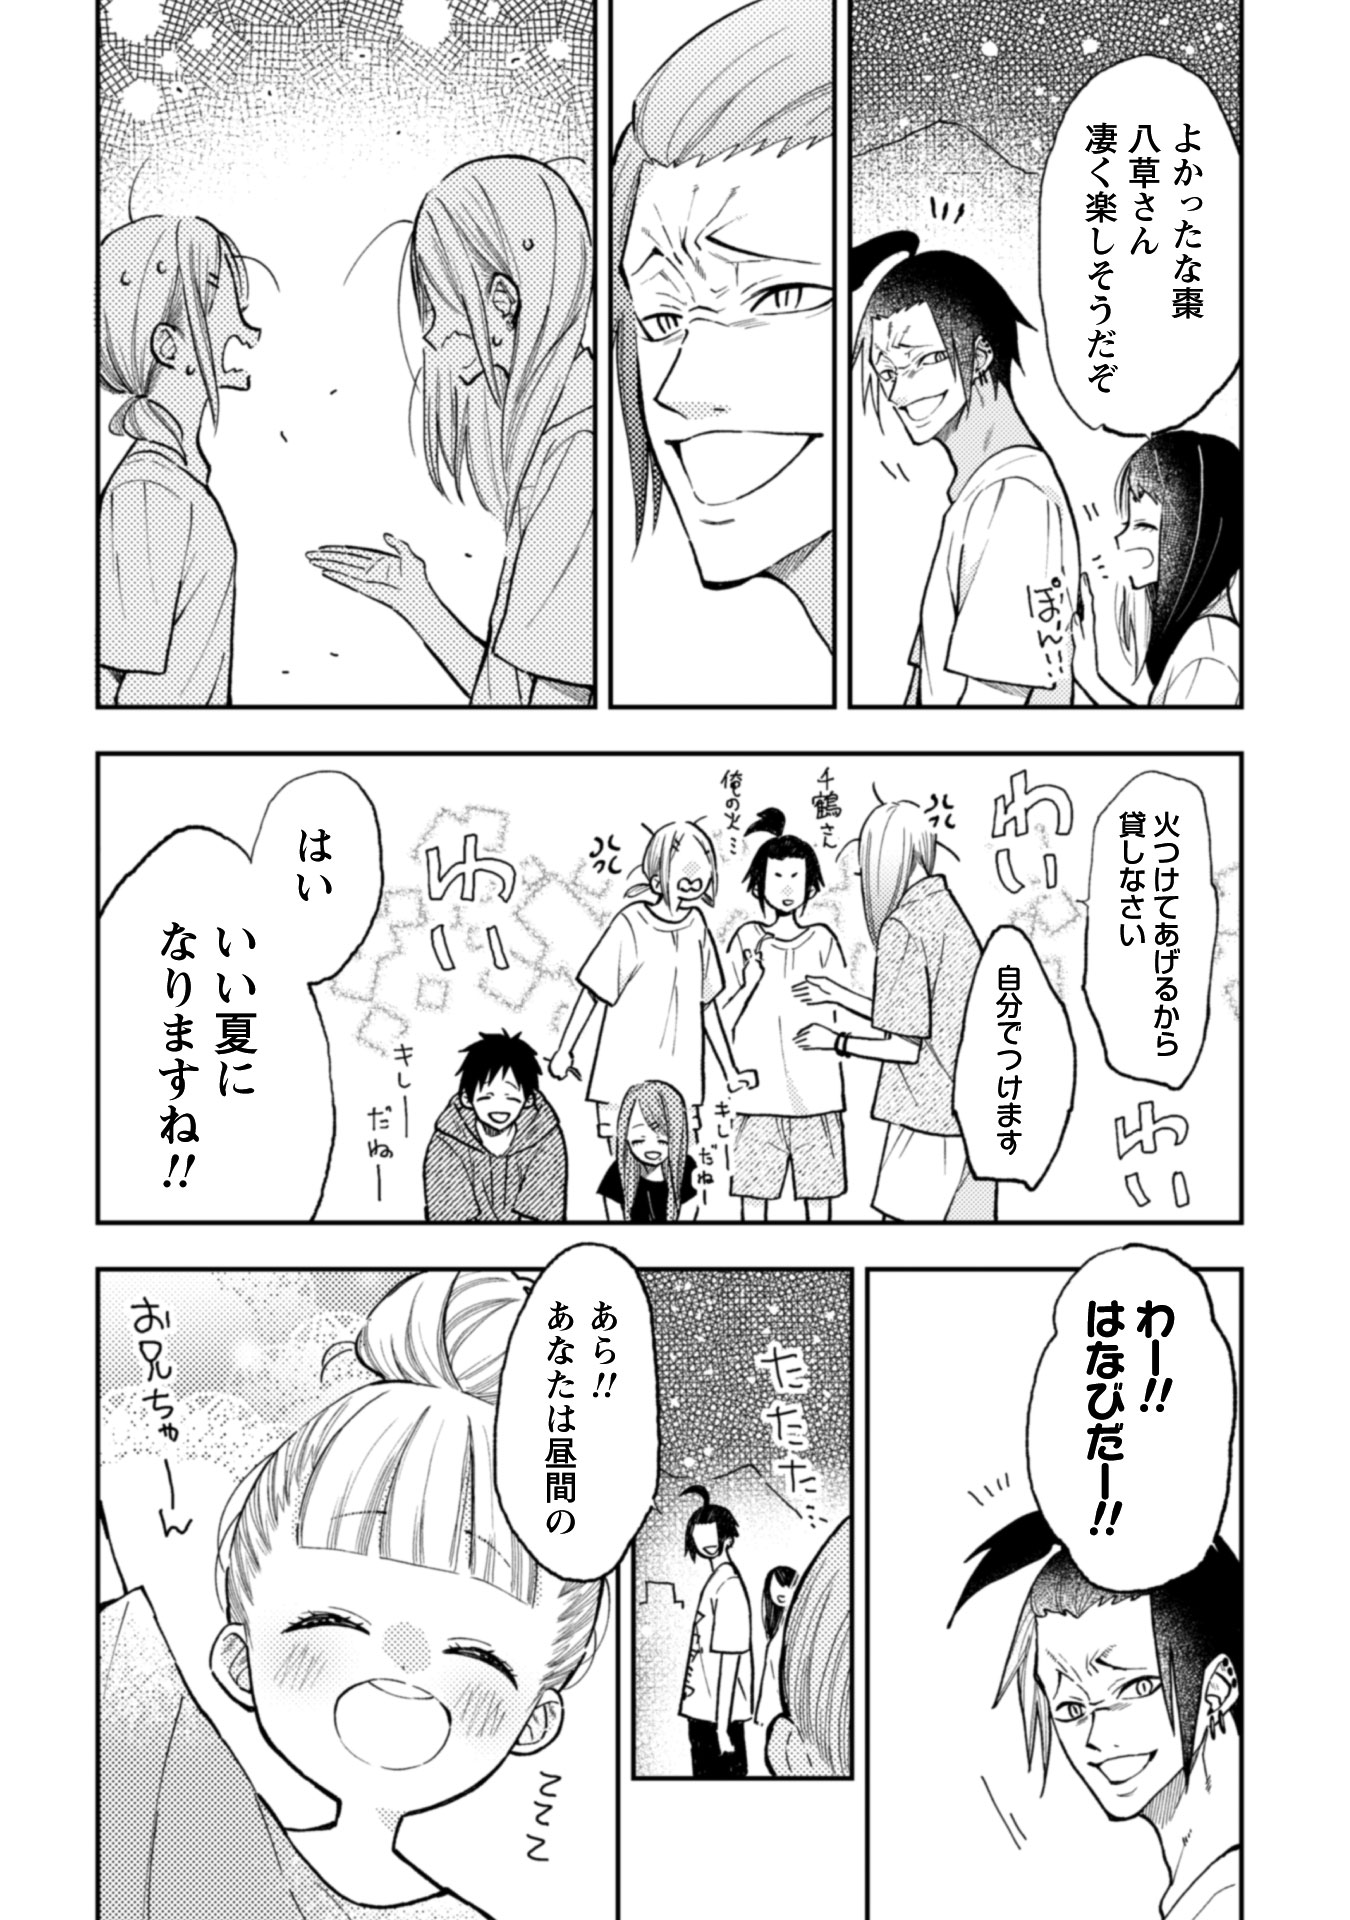 よかったな棗
八草さん
凄く楽しそうだぞ
ぽん!!
火つけてあげるから
貸しなさい
自分でつけます
わい
千鶴さん
俺の火…
わい
わい
キレーだねー
キレーだねー
はい
いい夏に
なりますね!!
わー!!
はなびだー!!
たたた…
あら!!
あなたは昼間の
お兄ちゃーん